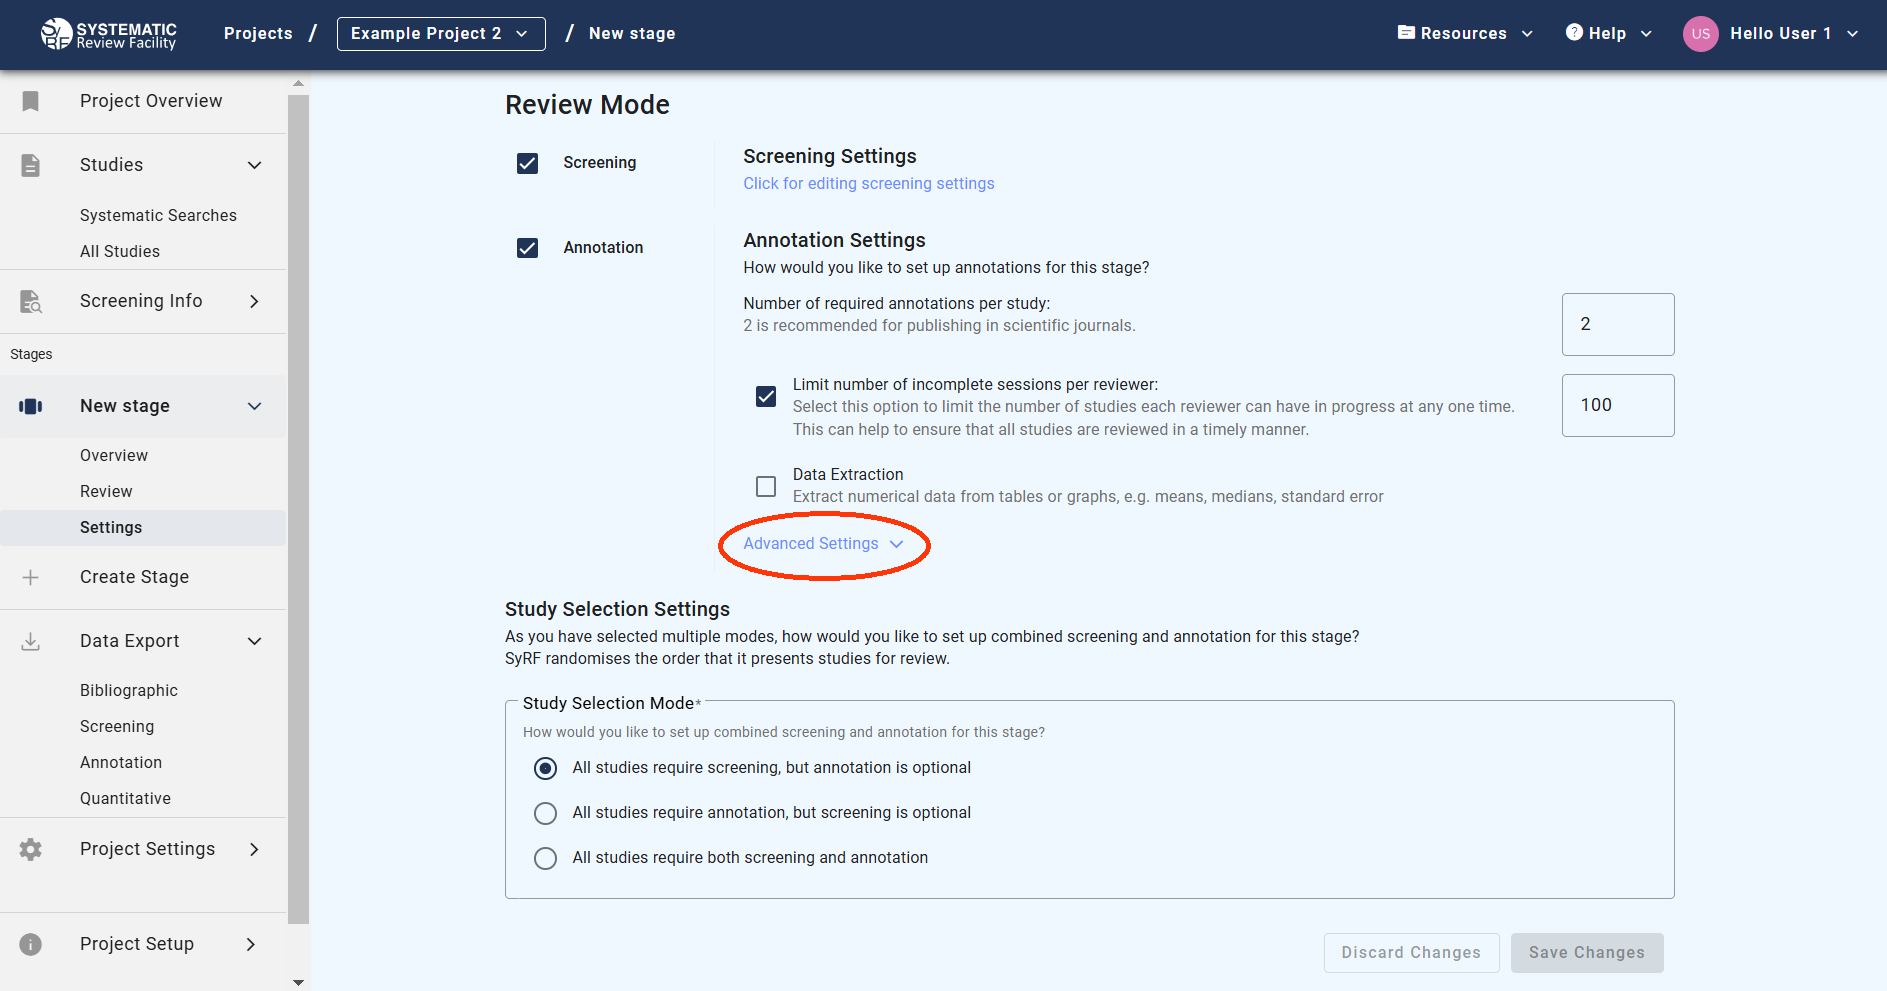 SyRF SYSTEMATIC
Review Facility
Projects / Example Project 2 / New stage
Resources
? Help
US Hello User 1
Project Overview
Studies
Systematic Searches
All Studies
Screening Info
Stages
New stage
Overview
Review
Settings
Create Stage
Data Export
Bibliographic
Screening
Annotation
Quantitative
Project Settings
Project Setup
Review Mode
Screening
Screening Settings
Click for editing screening settings
Annotation
Annotation Settings
How would you like to set up annotations for this stage?
Number of required annotations per study:
2 is recommended for publishing in scientific journals.
2
Limit number of incomplete sessions per reviewer:
Select this option to limit the number of studies each reviewer can have in progress at any one time.
This can help to ensure that all studies are reviewed in a timely manner.
100
Data Extraction
Extract numerical data from tables or graphs, e.g. means, medians, standard error
Advanced Settings
Study Selection Settings
As you have selected multiple modes, how would you like to set up combined screening and annotation for this stage?
SyRF randomises the order that it presents studies for review.
Study Selection Mode*
How would you like to set up combined screening and annotation for this stage?
All studies require screening, but annotation is optional
All studies require annotation, but screening is optional
All studies require both screening and annotation
Discard Changes
Save Changes